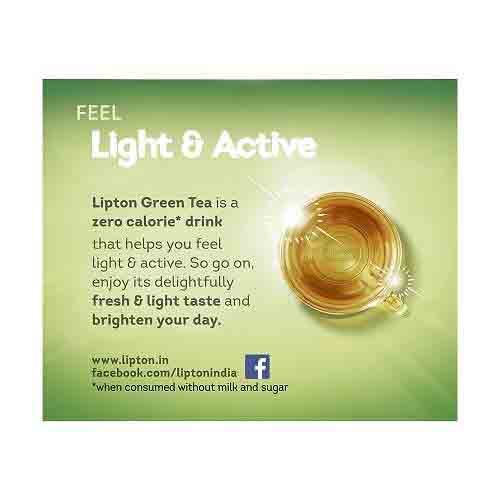 FEEL
Light & Active
Lipton Green Tea is a
zero calorie* drink
that helps you feel
light & active. So go on,
enjoy its delightfully
fresh & light taste and
brighten your day.
www.lipton.in
facebook.com/liptonindia
*when consumed without milk and sugar